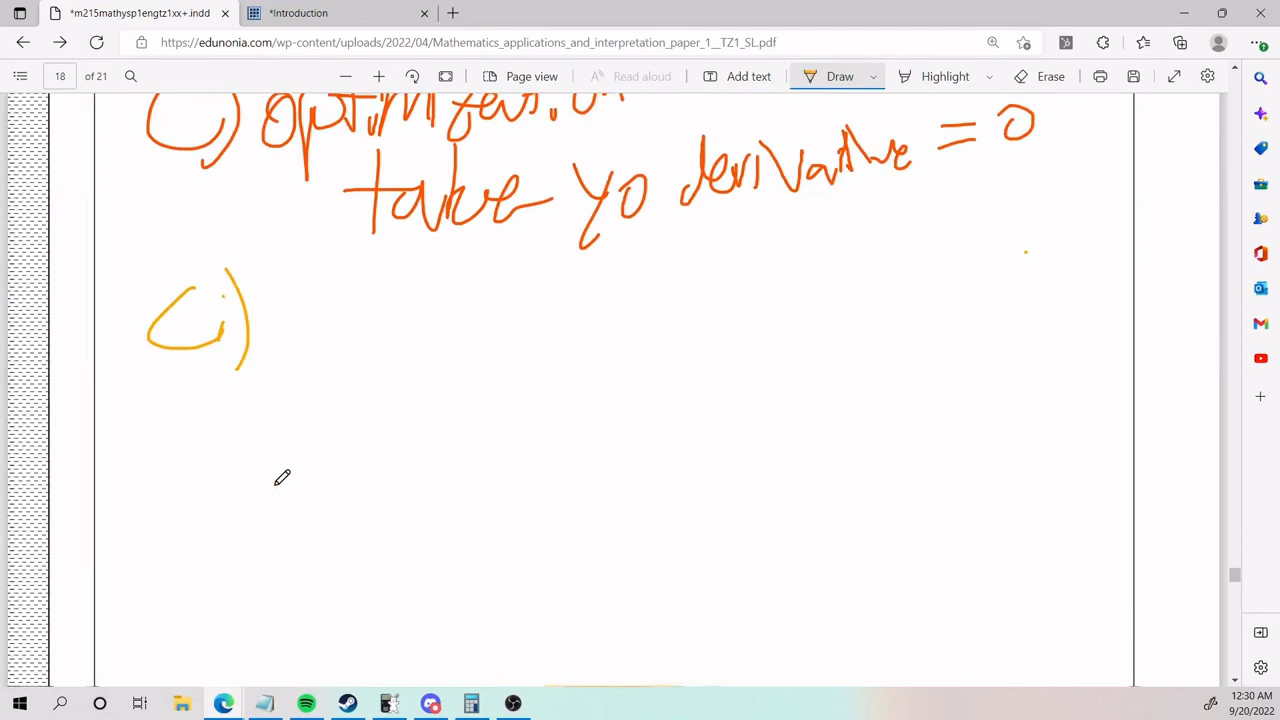 *m215mathysp1engtz1xx+.indd
*Introduction
https://edunonia.com/wp-content/uploads/2022/04/Mathematics_applications_and_interpretation_paper_1__TZ1_SL.pdf
18 of 21
Page view
Read aloud
Add text
Draw
Highlight
Erase
C)
take yo derivative = 0
Ci)
12:30 AM
9/20/2022